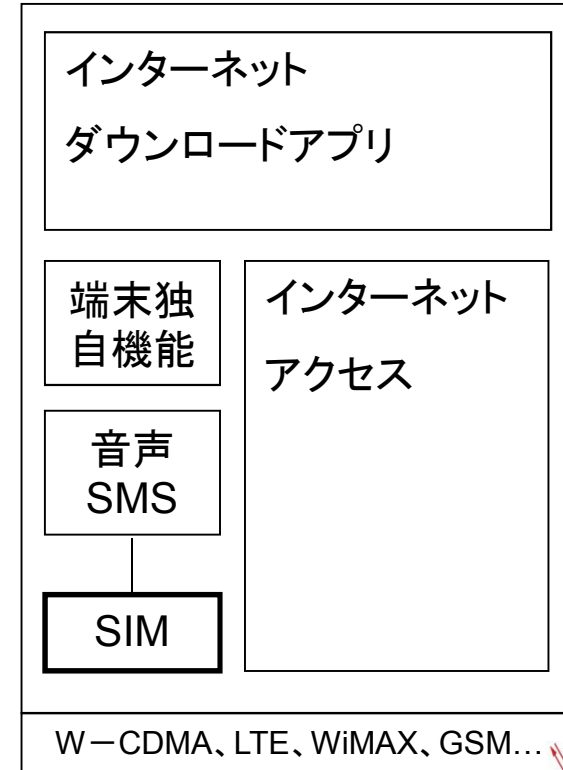 インターネット
ダウンロードアプリ
端末独
自機能
インターネット
アクセス
音声
SMS
SIM
W－CDMA、LTE、WiMAX、GSM…